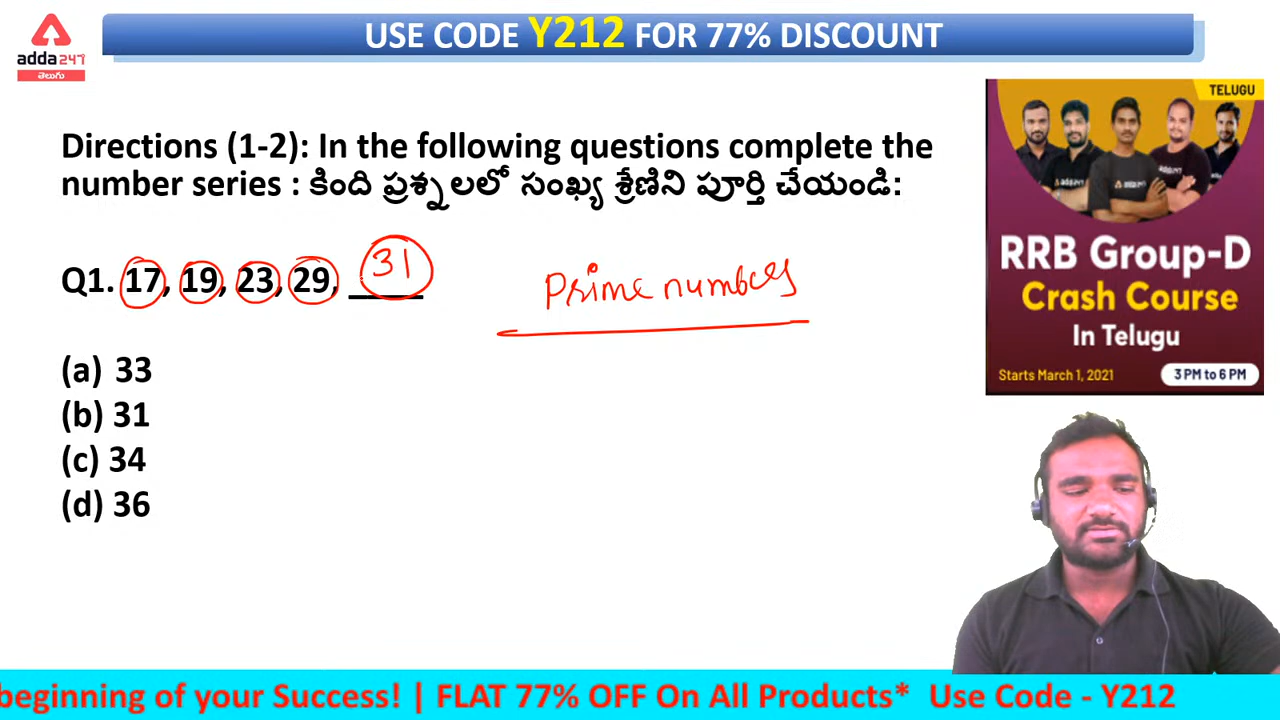 USE CODE Y212 FOR 77% DISCOUNT
adda247
తెలుగు
TELUGU
Directions (1-2): In the following questions complete the
number series : కింది ప్రశ్నలలో సంఖ్య శ్రేణిని పూర్తి చేయండి:
Q1. 17, 19, 23, 29, ____
31
Prime numbers
(a) 33
(b) 31
(c) 34
(d) 36
RRB Group-D
Crash Course
In Telugu
Starts March 1, 2021
3 PM to 6 PM
beginning of your Success! | FLAT 77% OFF On All Products* Use Code - Y212